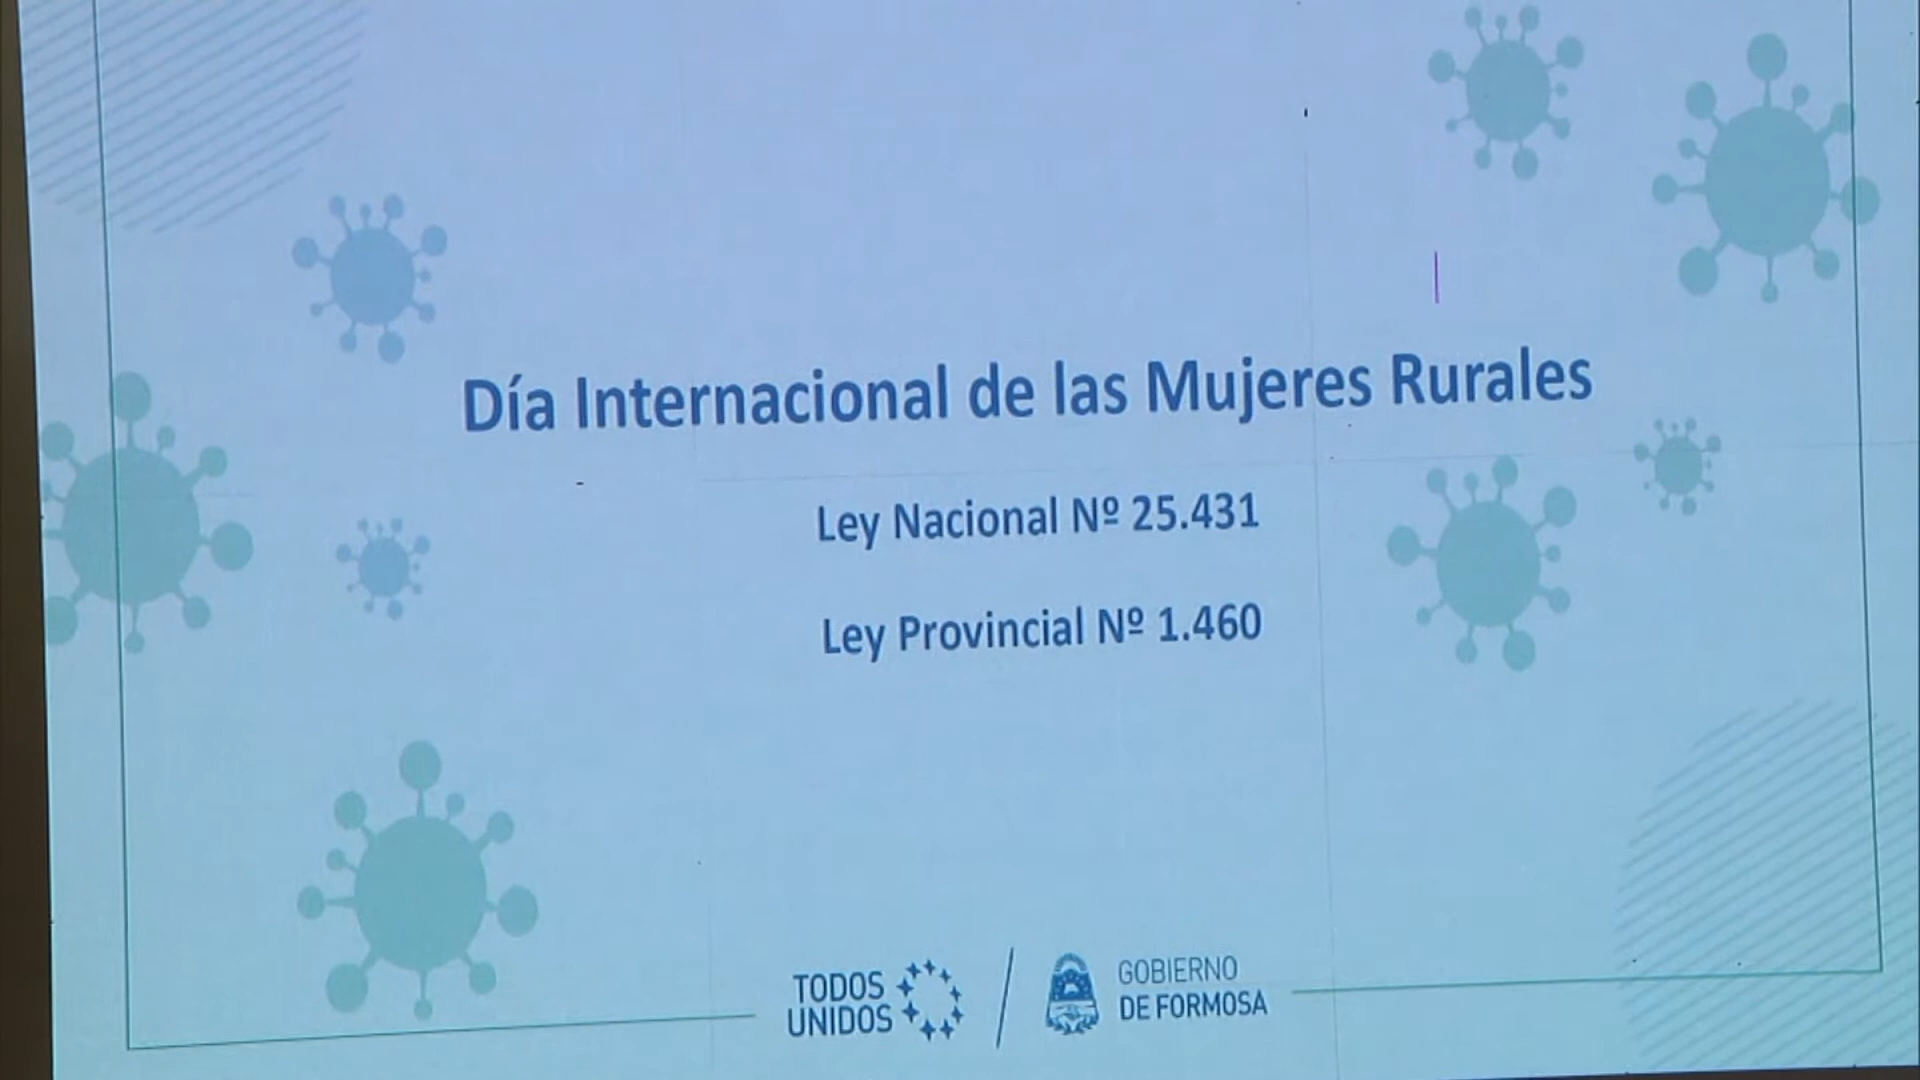 Día Internacional de las Mujeres Rurales
Ley Nacional Nº 25.431
Ley Provincial Nº 1.460
TODOS
UNIDOS
GOBIERNO
DE FORMOSA